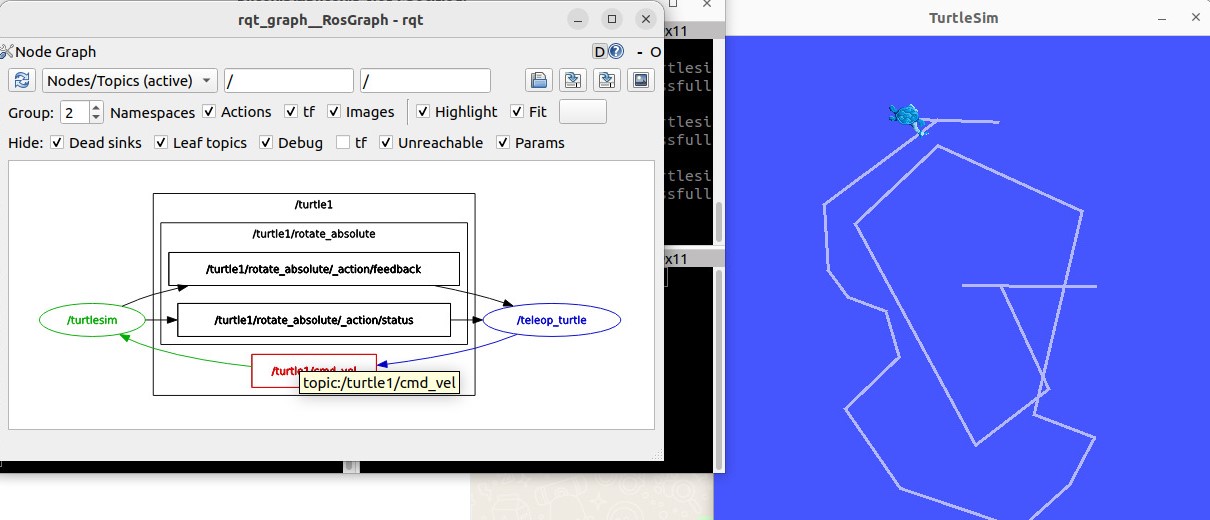 rqt_graph__RosGraph - rqt
TurtleSim
Node Graph
D
- O
Nodes/Topics (active)
/
/
Group: 2 Namespaces Actions tf Images Highlight Fit
Hide: Dead sinks Leaf topics Debug tf Unreachable Params
/turtle1
/turtle1/rotate_absolute
/turtle1/rotate_absolute/_action/feedback
/turtlesim
/turtle1/rotate_absolute/_action/status
/teleop_turtle
/turtle1/cmd_vel
topic:/turtle1/cmd_vel
x11
rtlesi
ssfull
rtlesi
ssfull
rtlesi
ssfull
x11